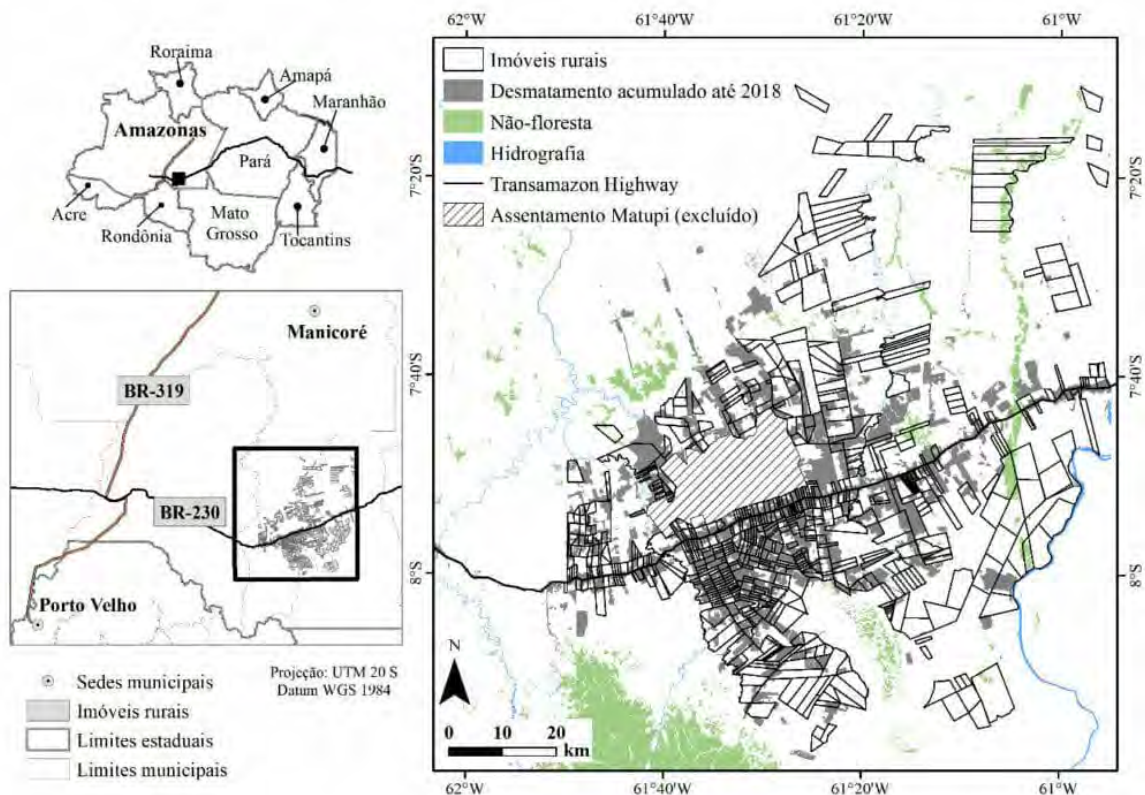 Roraima
Amapá
Maranhão
Amazonas
Pará
Acre
Rondônia
Mato
Grosso
Tocantins
Manicoré
BR-319
BR-230
Porto Velho
Projeção: UTM 20 S
Datum WGS 1984
Sedes municipais
Imóveis rurais
Limites estaduais
Limites municipais
62°W 61°40'W 61°20'W 61°W
Imóveis rurais
Desmatamento acumulado até 2018
Não-floresta
Hidrografia
Transamazon Highway
Assentamento Matupi (excluído)
7°20'S 7°20'S
7°40'S 7°40'S
8°S 8°S
N
0 10 20
km
62°W 61°40'W 61°20'W 61°W